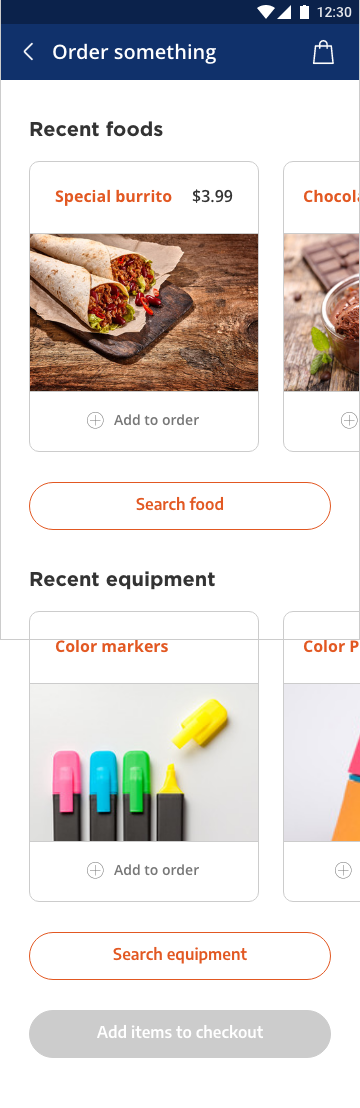 12:30
Order something
Recent foods
Special burrito $3.99
Chocola
Add to order
Search food
Recent equipment
Color markers
Color P
Add to order
Search equipment
Add items to checkout